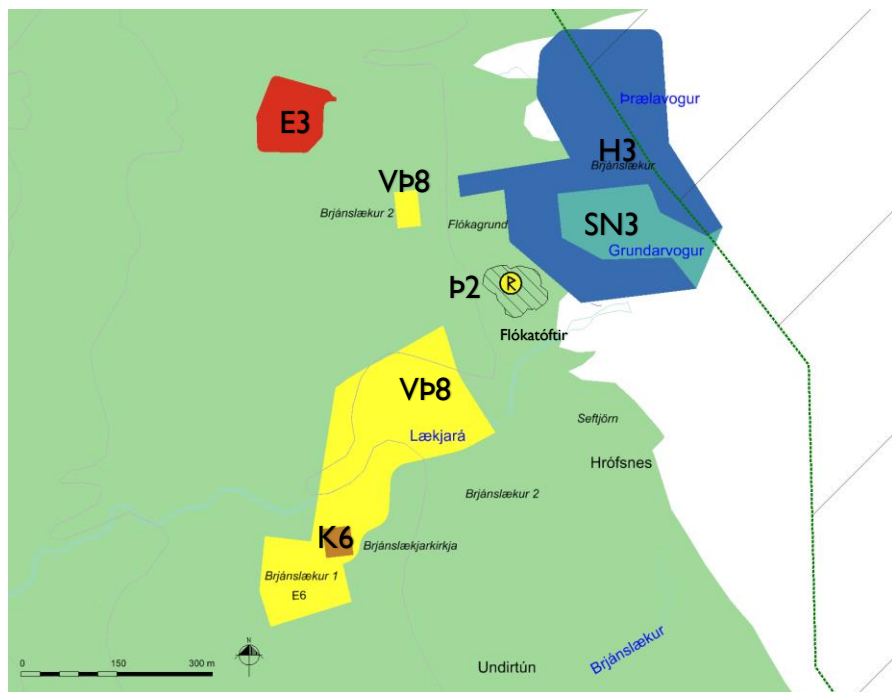 Þrælavogur
E3
H3
Brjánslækur
VÞ8
Brjánslækur 2
Flókagrund
SN3
Grundarvogur
Þ2
R
Flókatóftir
VÞ8
Lækjará
Seftjörn
Hrófsnes
Brjánslækur 2
K6
Brjánslækjarkirkja
Brjánslækur 1
E6
N
0 150 300 m
Undirtún
Brjánslækur